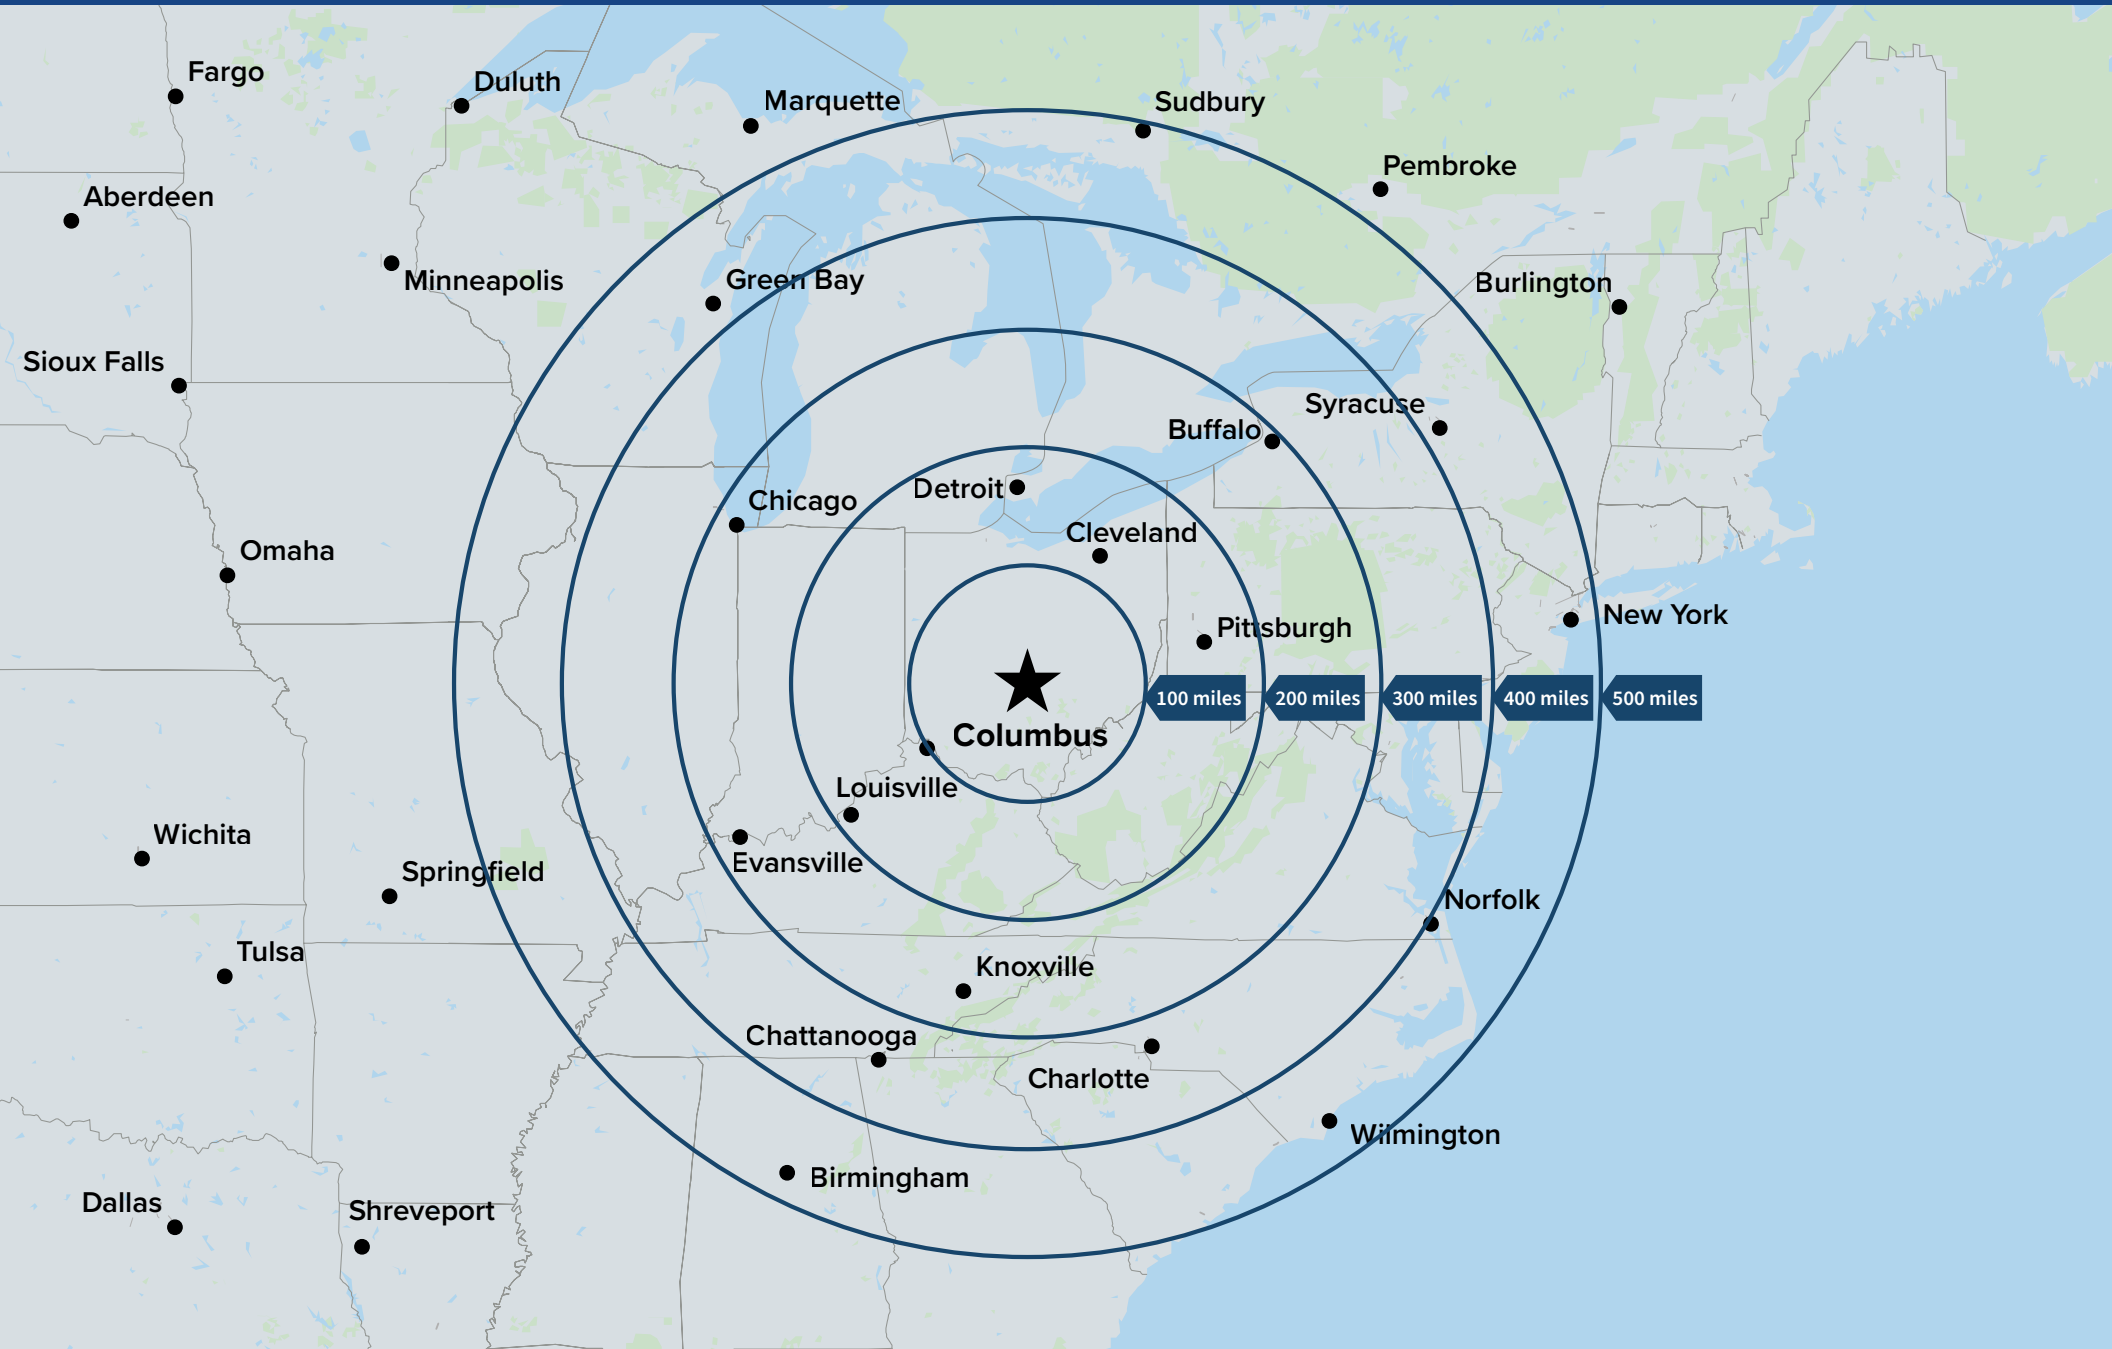 Fargo
Duluth
Marquette
Sudbury
Pembroke
Aberdeen
Minneapolis
Green Bay
Burlington
Sioux Falls
Syracuse
Buffalo
Detroit
Chicago
Cleveland
Omaha
New York
Pittsburgh
100 miles
200 miles
300 miles
400 miles
500 miles
Columbus
Louisville
Wichita
Evansville
Springfield
Norfolk
Tulsa
Knoxville
Chattanooga
Charlotte
Wilmington
Birmingham
Dallas
Shreveport